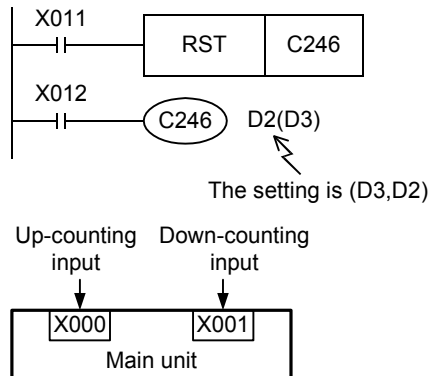 X011
RST C246
X012
C246 D2(D3)
The setting is (D3,D2)
Up-counting input
Down-counting input
X000 X001
Main unit